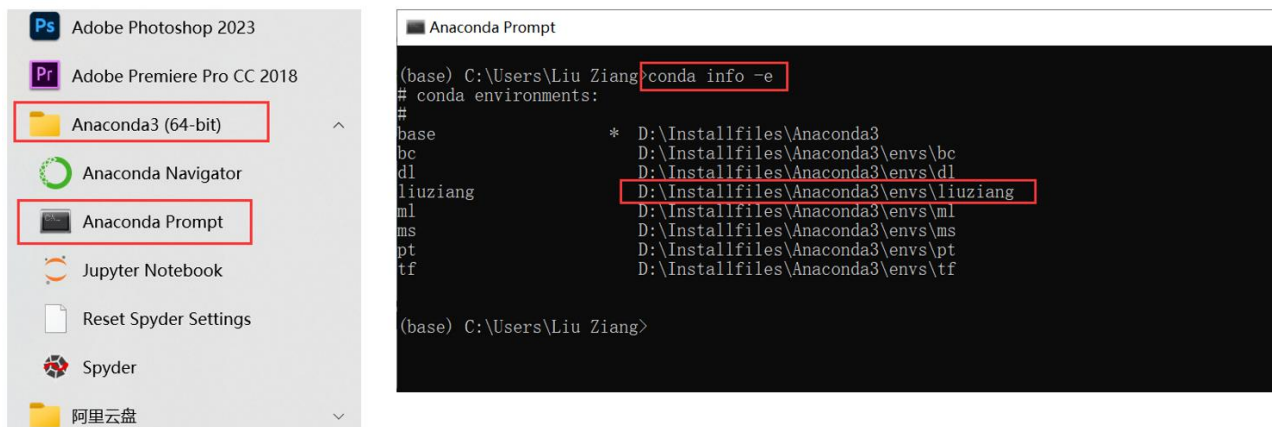 Ps Adobe Photoshop 2023
Pr Adobe Premiere Pro CC 2018
Anaconda3 (64-bit)
Anaconda Navigator
Anaconda Prompt
Jupyter Notebook
Reset Spyder Settings
Spyder
阿里云盘
Anaconda Prompt
(base) C:\Users\Liu Ziang>conda info -e
# conda environments:
#
base * D:\Installfiles\Anaconda3
bc D:\Installfiles\Anaconda3\envs\bc
dl D:\Installfiles\Anaconda3\envs\dl
liuziang D:\Installfiles\Anaconda3\envs\liuziang
ml D:\Installfiles\Anaconda3\envs\ml
ms D:\Installfiles\Anaconda3\envs\ms
pt D:\Installfiles\Anaconda3\envs\pt
tf D:\Installfiles\Anaconda3\envs\tf
(base) C:\Users\Liu Ziang>